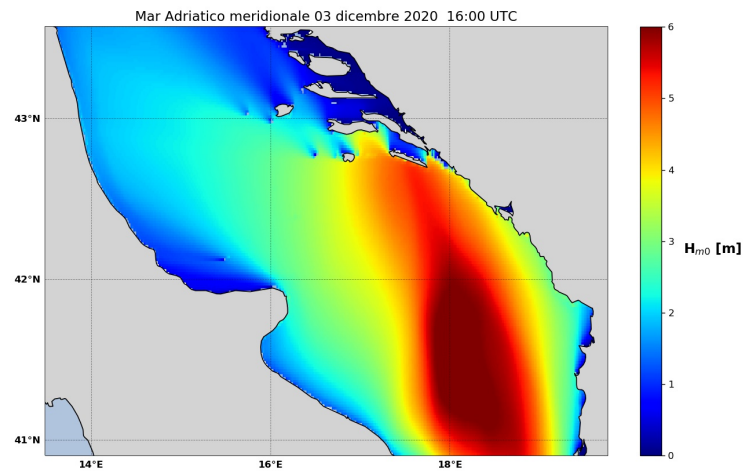 Mar Adriatico meridionale 03 dicembre 2020  16:00 UTC
43°N
42°N
41°N
14°E
16°E
18°E
6
5
4
3
2
1
0
Hm0 [m]